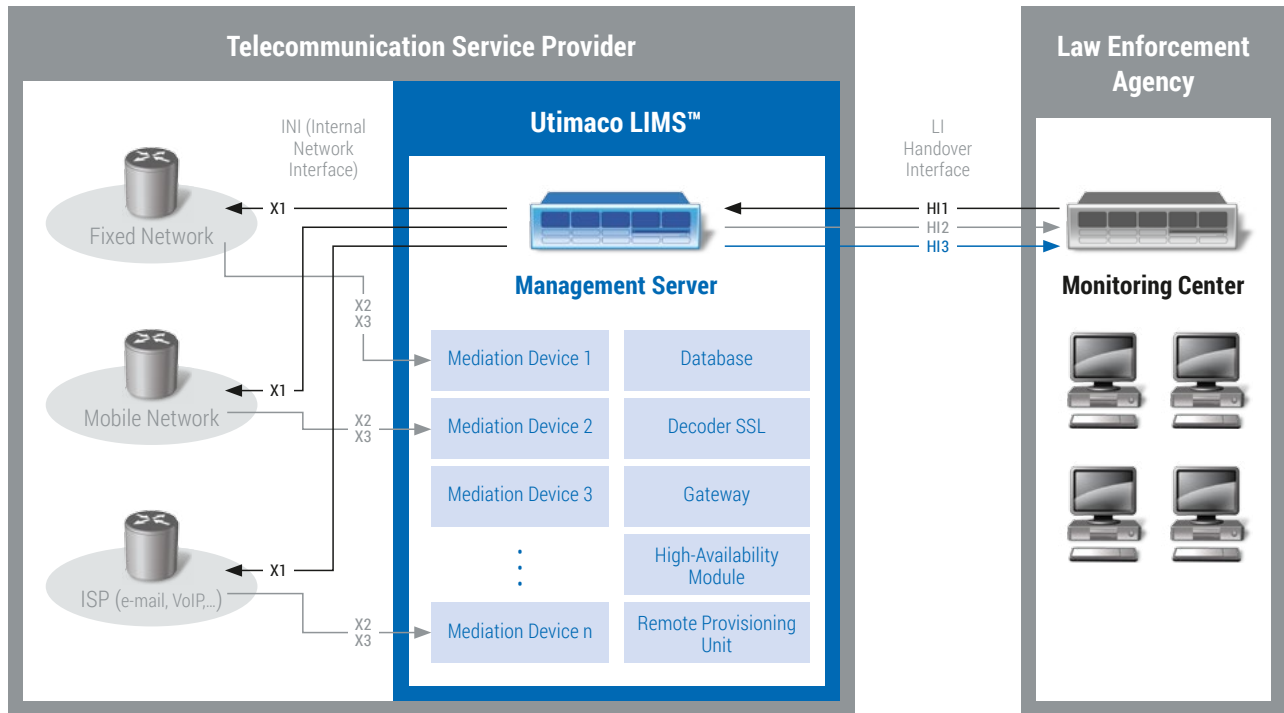 Telecommunication Service Provider
Law Enforcement
Agency
INI (Internal
Network
Interface)
Utimaco LIMS™
LI
Handover
Interface
Fixed Network
X1
HI1
HI2
HI3
Management Server
Monitoring Center
X2
X3
Mediation Device 1
Database
Mobile Network
X1
X2
X3
Mediation Device 2
Decoder SSL
Mediation Device 3
Gateway
High-Availability
Module
ISP (e-mail, VoIP,...)
X1
X2
X3
Mediation Device n
Remote Provisioning
Unit